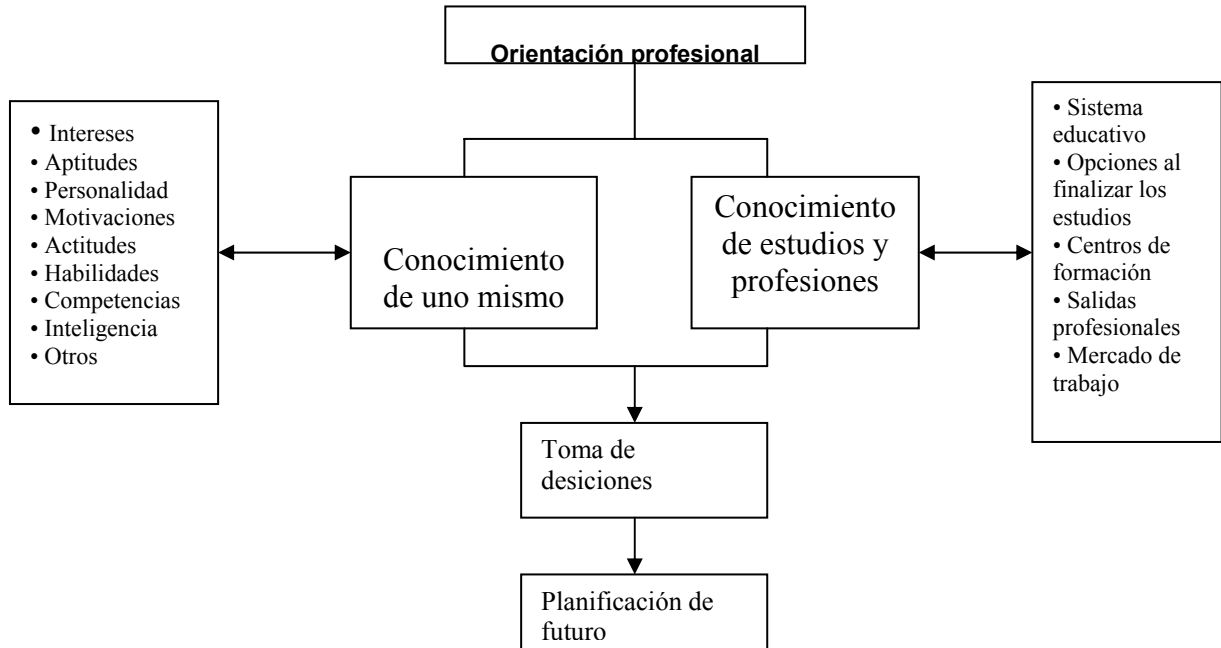 Orientación profesional
• Intereses
• Aptitudes
• Personalidad
• Motivaciones
• Actitudes
• Habilidades
• Competencias
• Inteligencia
• Otros
Conocimiento
de uno mismo
Conocimiento
de estudios y
profesiones
• Sistema
educativo
• Opciones al
finalizar los
estudios
• Centros de
formación
• Salidas
profesionales
• Mercado de
trabajo
Toma de
desiciones
Planificación de
futuro